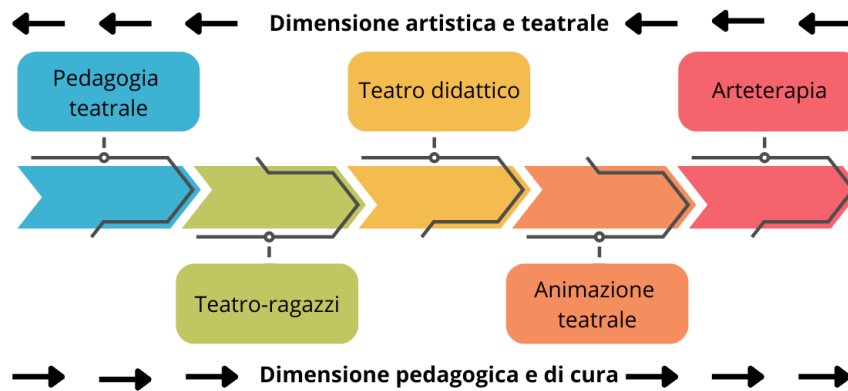 Dimensione artistica e teatrale
Pedagogia
teatrale
Teatro didattico
Arteterapia
Teatro-ragazzi
Animazione
teatrale
Dimensione pedagogica e di cura